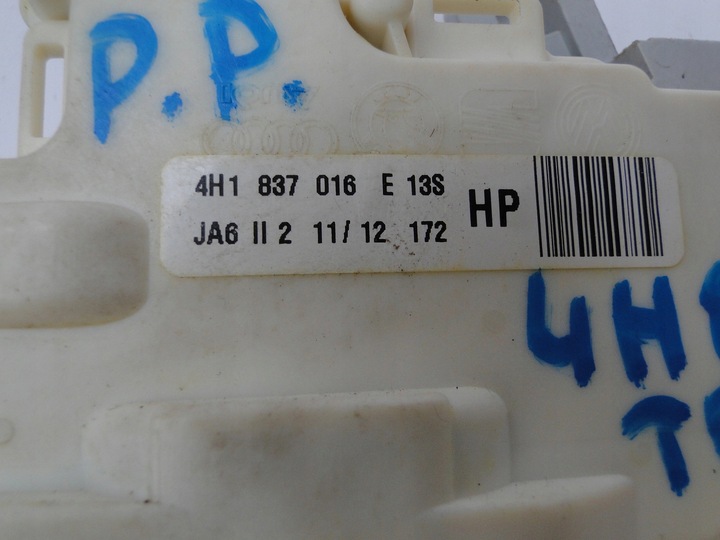 P.P.
4H1 837 016 E 13S
JA6 II 2 11/12 172
HP
4H